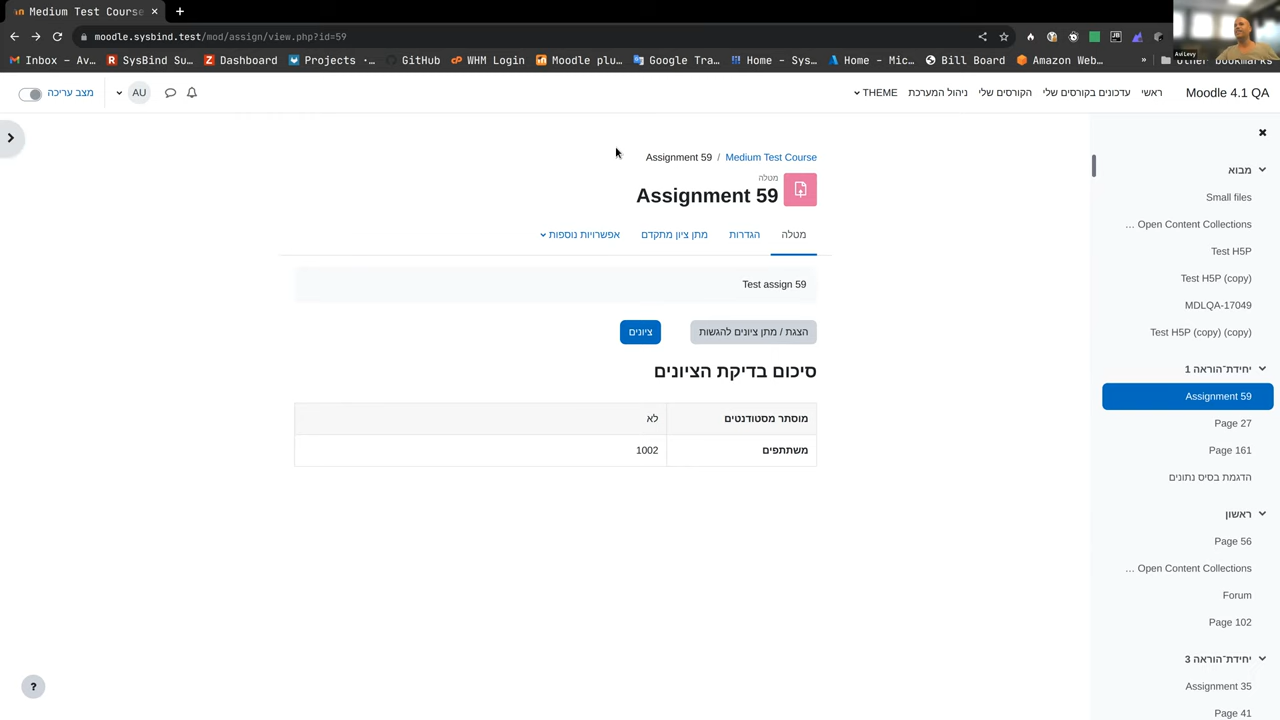 Medium Test Course
moodle.sysbind.test/mod/assign/view.php?id=59
Inbox – Av… SysBind Su… Dashboard Projects ·… GitHub WHM Login Moodle plu… Google Tra… Home – Sys… Home – Mic… Bill Board Amazon Web… » Other bookmarks
Avi Levy
Moodle 4.1 QA ראשי עדכונים בקורסים שלי הקורסים שלי ניהול המערכת THEME AU מצב עריכה
Medium Test Course / Assignment 59
מטלה
Assignment 59
מטלה הגדרות מתן ציון מתקדם אפשרויות נוספות
Test assign 59
הצגת / מתן ציונים להגשות ציונים
סיכום בדיקת הציונים
מוסתר מסטודנטים לא
משתתפים 1002
מבוא
Small files
Open Content Collections …
Test H5P
Test H5P (copy)
MDLQA-17049
Test H5P (copy) (copy)
יחידת־הוראה 1
Assignment 59
Page 27
Page 161
הדגמת בסיס נתונים
ראשון
Page 56
Open Content Collections …
Forum
Page 102
יחידת־הוראה 3
Assignment 35
Page 41
?